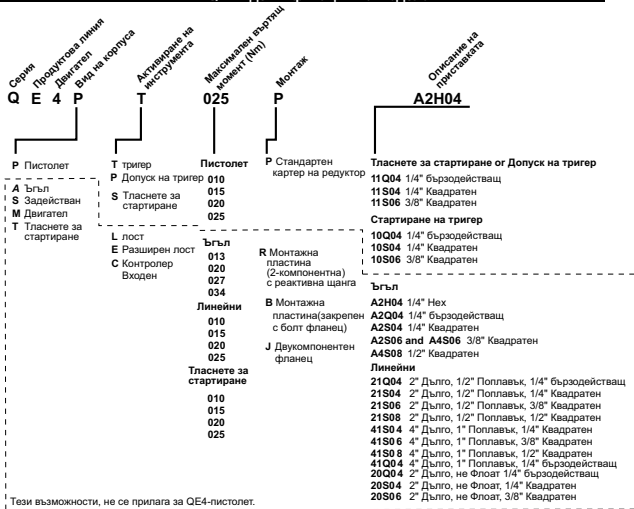 Серия
Продуктова линия
Двигател
Вид на корпуса
Активиране на
инструмента
Максимален въртящ
момент (Nm)
Монтаж
Описание на
приставката
Q E 4 P T 025 P A2H04
P Пистолет
A Ъгъл
S Задействан
M Двигател
T Тласнете за
стартиране
T тригер
P Допуск на тригер
S Тласнете за
стартиране
L лост
E Разширен лост
C Контролер
Входен
Пистолет
010
015
020
025
Ъгъл
013
020
027
034
Линейни
010
015
020
025
Тласнете за
стартиране
010
015
020
025
P Стандартен
картер на редуктор
R Монтажна
пластина
(2-компонентна)
с реактивна щанга
B Монтажна
пластина(закрепен
с болт фланец)
J Двукомпонентен
фланец
Тласнете за стартиране or Допуск на тригер
11Q04 1/4" бързодействащ
11S04 1/4" Квадратен
11S06 3/8" Квадратен
Стартиране на тригер
10Q04 1/4" бързодействащ
10S04 1/4" Квадратен
10S06 3/8" Квадратен
Ъгъл
A2H04 1/4" Hex
A2Q04 1/4" бързодействащ
A2S04 1/4" Квадратен
A2S06 and A4S06 3/8" Квадратен
A4S08 1/2" Квадратен
Линейни
21Q04 2" Дълго, 1/2" Поплавък, 1/4" бързодействащ
21S04 2" Дълго, 1/2" Поплавък, 1/4" Квадратен
21S06 2" Дълго, 1/2" Поплавък, 3/8" Квадратен
21S08 2" Дълго, 1/2" Поплавък, 1/2" Квадратен
41S04 4" Дълго, 1" Поплавък, 1/4" Квадратен
41S06 4" Дълго, 1" Поплавък, 3/8" Квадратен
41S08 4" Дълго, 1" Поплавък, 1/2" Квадратен
41Q04 4" Дълго, 1" Поплавък, 1/4" бързодействащ
20Q04 2" Дълго, не Флоат 1/4" бързодействащ
20S04 2" Дълго, не Флоат, 1/4" Квадратен
20S06 2" Дълго, не Флоат, 3/8" Квадратен
Тези възможности, не се прилага за QE4-пистолет.